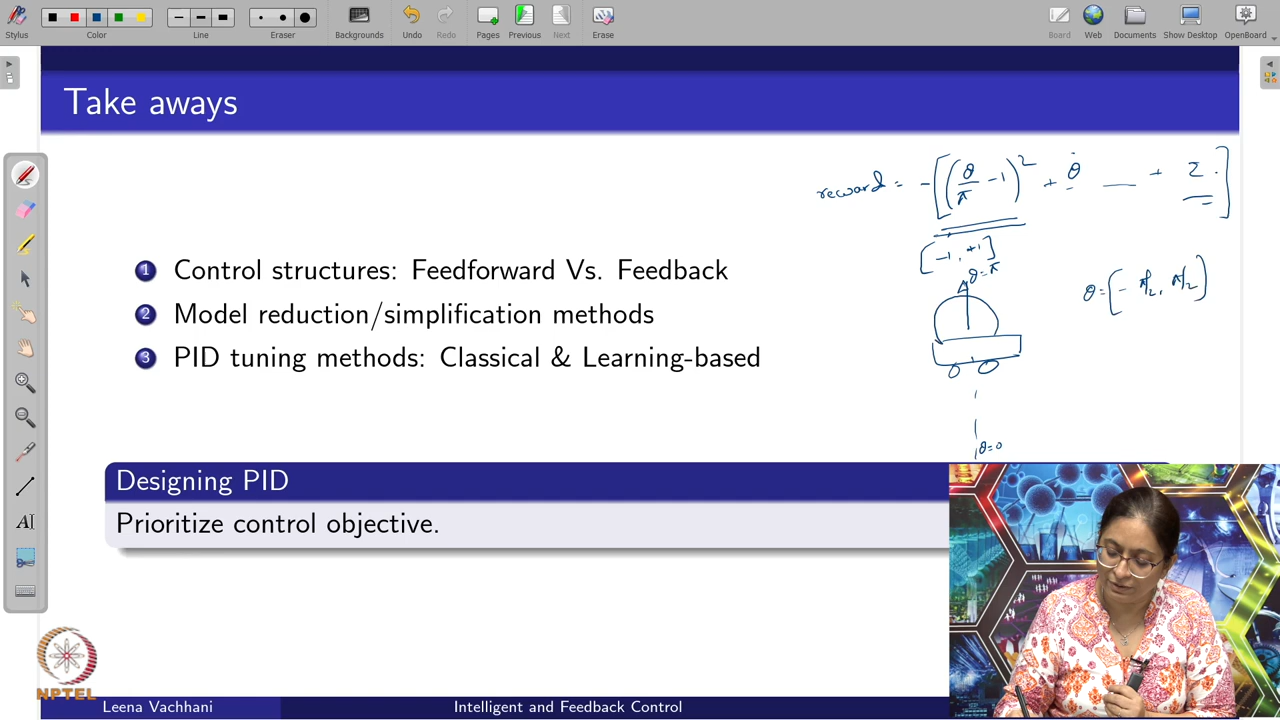 Stylus
Color
Line
Eraser
Backgrounds
Undo
Redo
Pages
Previous
Next
Erase
Board
Web
Documents
Show Desktop
OpenBoard
Take aways
reward = - [ ( θ/π - 1 )² + θ̇ __ + Σ . ]
[ -1, +1 ]
θ=π
θ = [ - π/2, π/2 ]
1 Control structures: Feedforward Vs. Feedback
2 Model reduction/simplification methods
3 PID tuning methods: Classical & Learning-based
θ=0
Designing PID
Prioritize control objective.
NPTEL
Leena Vachhani
Intelligent and Feedback Control